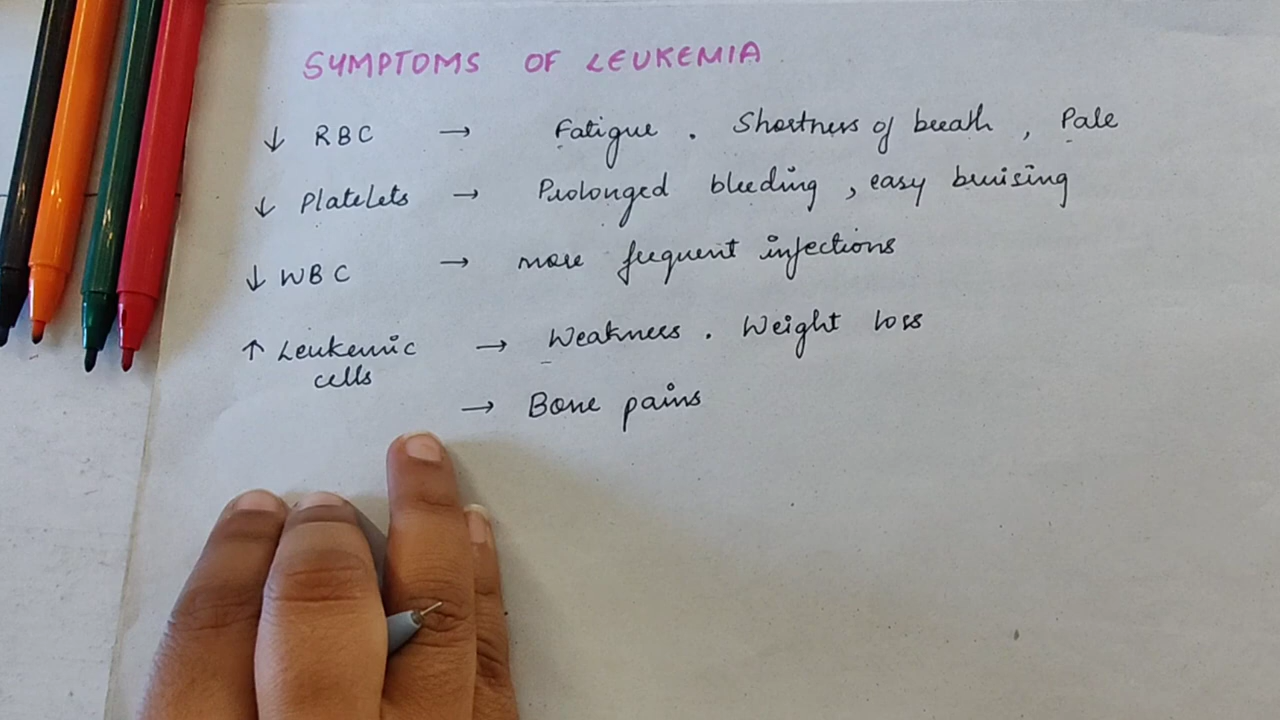 SYMPTOMS OF LEUKEMIA
↓ RBC → Fatigue . Shortness of breath , Pale
↓ Platelets → Prolonged bleeding , easy bruising
↓ WBC → more frequent infections
↑ Leukemic → Weakness . Weight loss
cells
→ Bone pains